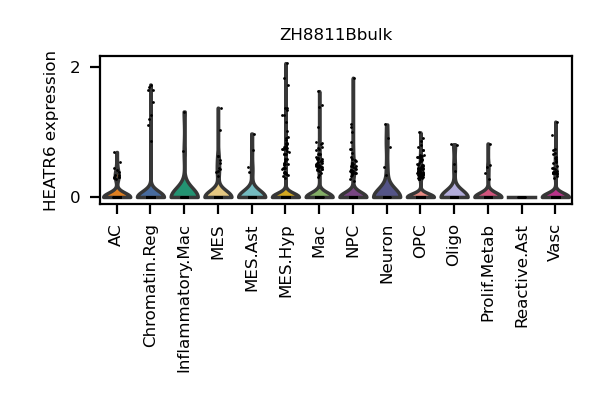 ZH8811Bbulk
HEATR6 expression
2
0
AC
Chromatin.Reg
Inflammatory.Mac
MES
MES.Ast
MES.Hyp
Mac
NPC
Neuron
OPC
Oligo
Prolif.Metab
Reactive.Ast
Vasc